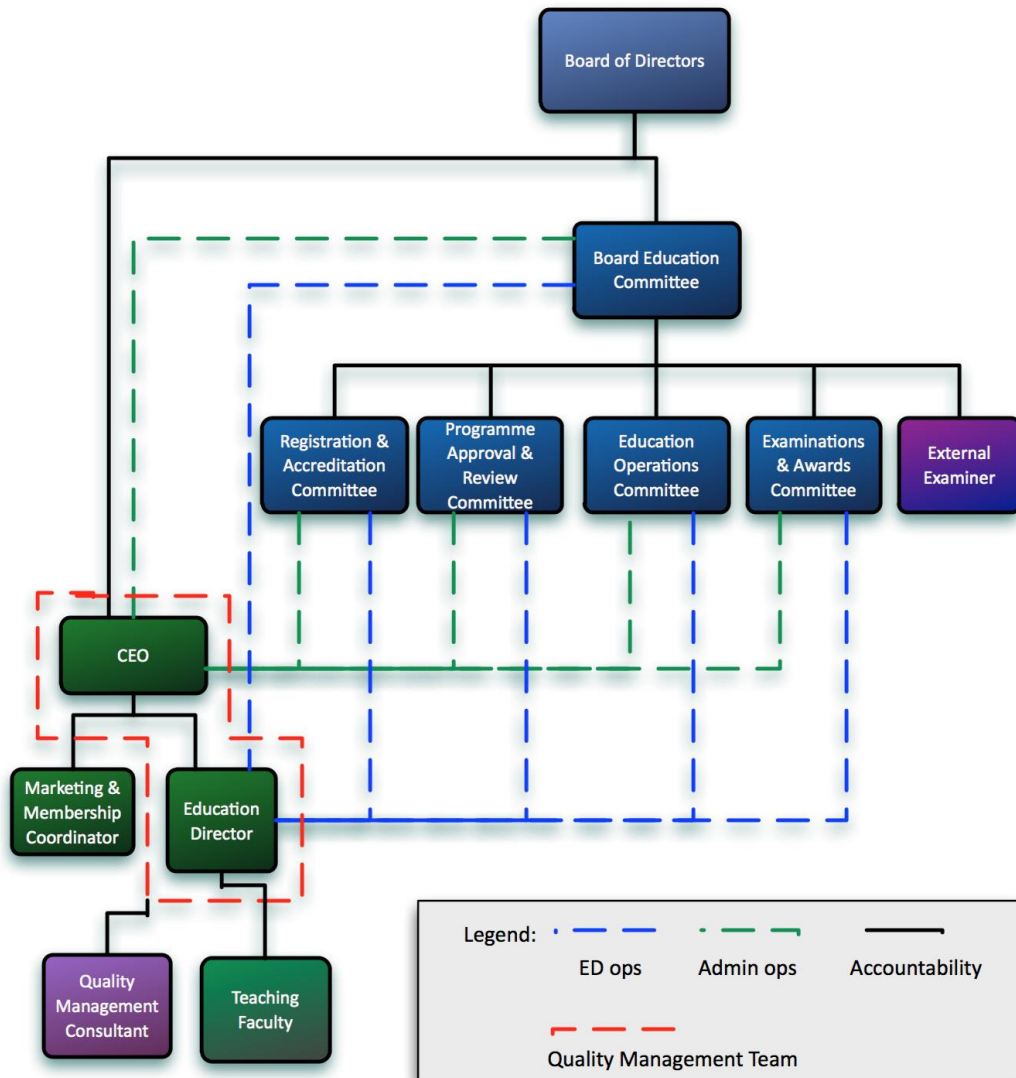 Board of Directors
Board Education
Committee
Registration &
Accreditation
Committee
Programme
Approval &
Review
Committee
Education
Operations
Committee
Examinations
& Awards
Committee
External
Examiner
CEO
Marketing &
Membership
Coordinator
Education
Director
Quality
Management
Consultant
Teaching
Faculty
Legend:
ED ops
Admin ops
Accountability
Quality Management Team